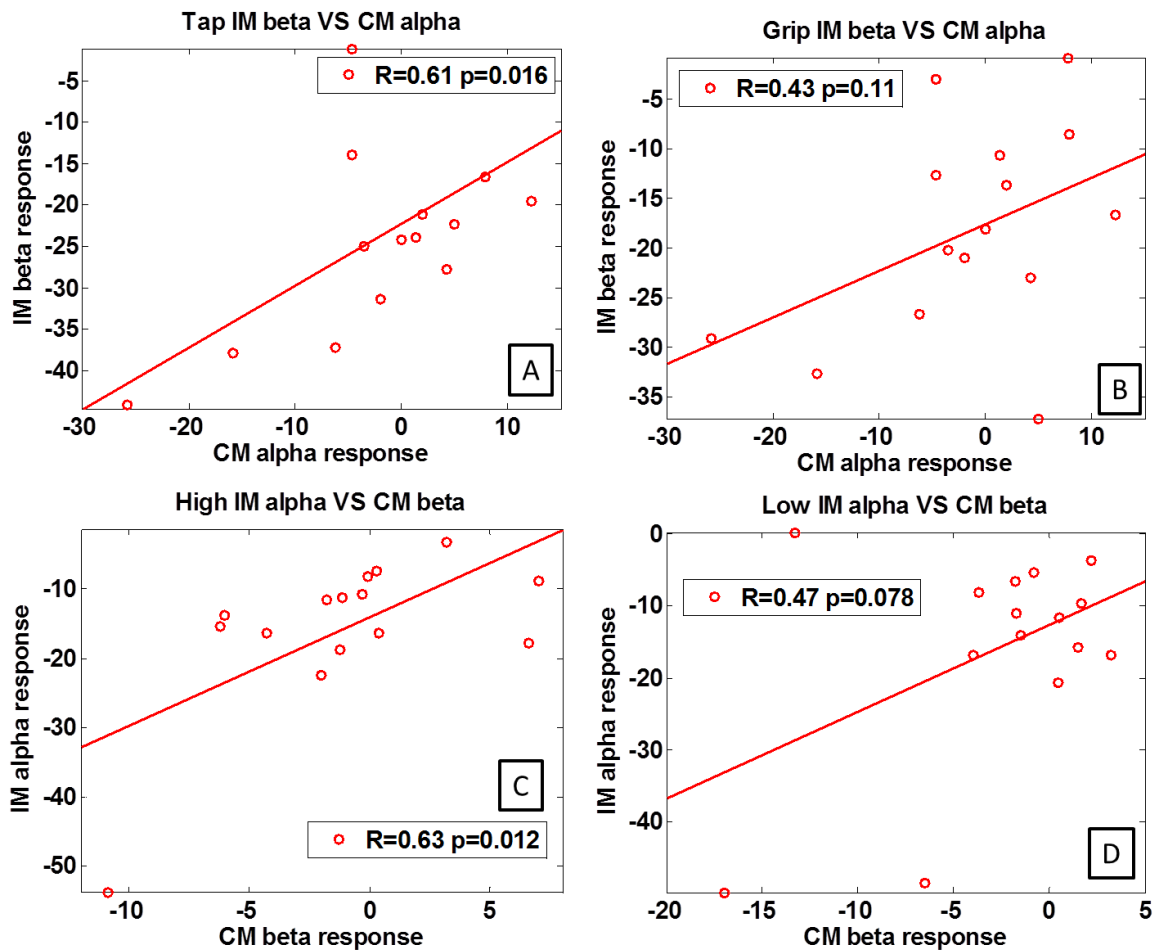 Tap IM beta VS CM alpha
R=0.61 p=0.016
IM beta response
-5
-10
-15
-20
-25
-30
-35
-40
A
-30
-20
-10
0
10
CM alpha response
Grip IM beta VS CM alpha
R=0.43 p=0.11
IM beta response
-5
-10
-15
-20
-25
-30
-35
B
-30
-20
-10
0
10
CM alpha response
High IM alpha VS CM beta
IM alpha response
-10
-20
-30
-40
-50
C
R=0.63 p=0.012
-10
-5
0
5
CM beta response
Low IM alpha VS CM beta
R=0.47 p=0.078
IM alpha response
0
-10
-20
-30
-40
D
-20
-15
-10
-5
0
5
CM beta response